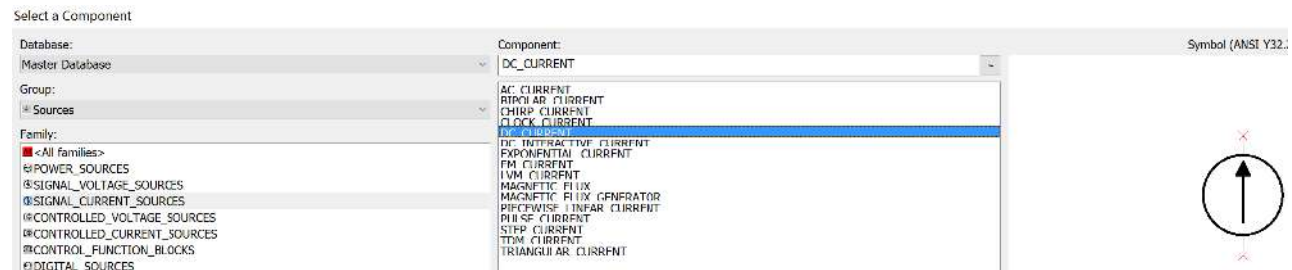 Select a Component
Database:
Master Database
Group:
Sources
Family:
<All families>
POWER_SOURCES
SIGNAL_VOLTAGE_SOURCES
SIGNAL_CURRENT_SOURCES
CONTROLLED_VOLTAGE_SOURCES
CONTROLLED_CURRENT_SOURCES
CONTROL_FUNCTION_BLOCKS
DIGITAL_SOURCES
Component:
DC_CURRENT
AC_CURRENT
BIPOLAR_CURRENT
CHIRP_CURRENT
CLOCK_CURRENT
DC_CURRENT
DC_INTERACTIVE_CURRENT
EXPONENTIAL_CURRENT
FM_CURRENT
LVM_CURRENT
MAGNETIC_FLUX
MAGNETIC_FLUX_GENERATOR
PIECEWISE_LINEAR_CURRENT
PULSE_CURRENT
STEP_CURRENT
TDM_CURRENT
TRIANGULAR_CURRENT
Symbol (ANSI Y32.